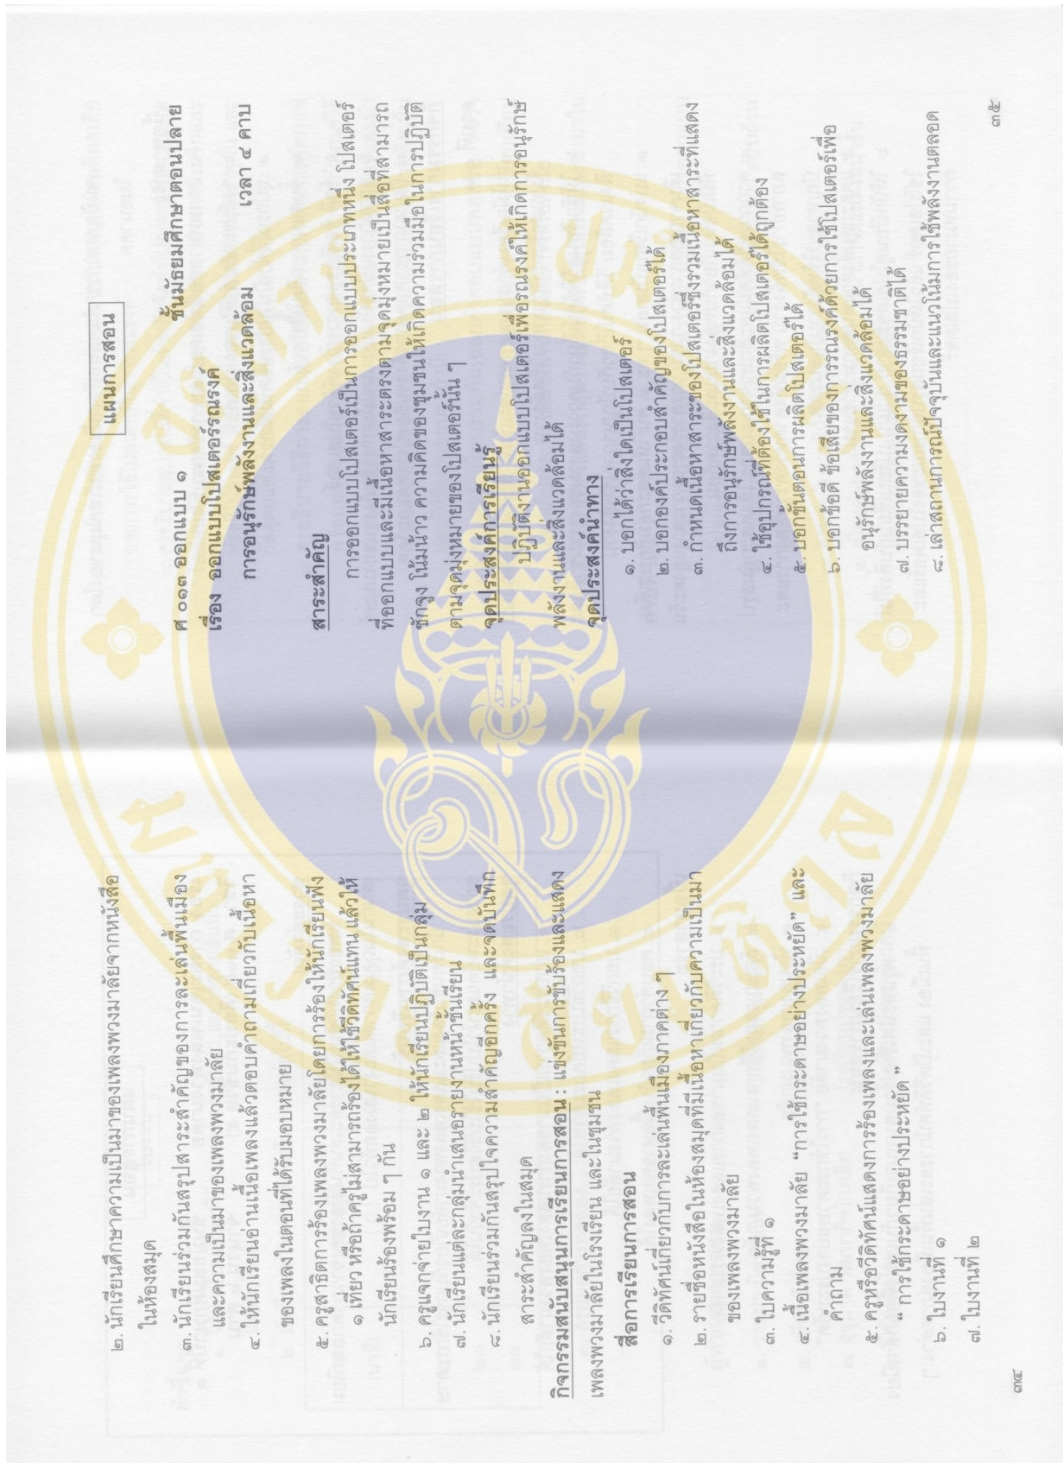 ๒. นักเรียนศึกษาความเป็นมาของเพลงพวงมาลัยจากหนังสือ
ในห้องสมุด
๓. นักเรียนร่วมกันสรุปสาระสำคัญของการละเล่นพื้นเมือง
และความเป็นมาของเพลงพวงมาลัย
๔. ให้นักเรียนอ่านเนื้อเพลงแล้วตอบคำถามเกี่ยวกับเนื้อหา
ของเพลงในตอนที่ได้รับมอบหมาย
๕. ครูสาธิตการร้องเพลงพวงมาลัยโดยการร้องให้นักเรียนฟัง
๑ เที่ยว หรือถ้าครูไม่สามารถร้องได้ให้ใช้วีดิทัศน์แทน แล้วให้
นักเรียนร้องพร้อม ๆ กัน
๖. ครูแจกจ่ายใบงาน ๑ และ ๒ ให้นักเรียนปฏิบัติเป็นกลุ่ม
๗. นักเรียนแต่ละกลุ่มนำเสนอรายงานหน้าชั้นเรียน
๘. นักเรียนร่วมกันสรุปใจความสำคัญอีกครั้ง และจดบันทึก
สาระสำคัญลงในสมุด
กิจกรรมสนับสนุนการเรียนการสอน : แข่งขันการขับร้องและแสดง
เพลงพวงมาลัยในโรงเรียน และในชุมชน
สื่อการเรียนการสอน
๑. วีดิทัศน์เกี่ยวกับการละเล่นพื้นเมืองภาคต่าง ๆ
๒. รายชื่อหนังสือในห้องสมุดที่มีเนื้อหาเกี่ยวกับความเป็นมา
ของเพลงพวงมาลัย
๓. ใบความรู้ที่ ๑
๔. เนื้อเพลงพวงมาลัย “การใช้กระดาษอย่างประหยัด” และ
คำถาม
๕. ครูหรือวีดิทัศน์แสดงการร้องเพลงและเล่นเพลงพวงมาลัย
“ การใช้กระดาษอย่างประหยัด ”
๖. ใบงานที่ ๑
๗. ใบงานที่ ๒
๓๔
แผนการสอน
ศ ๐๑๓ ออกแบบ ๑ ชั้นมัธยมศึกษาตอนปลาย
เรื่อง ออกแบบโปสเตอร์รณรงค์
การอนุรักษ์พลังงานและสิ่งแวดล้อม เวลา ๔ คาบ
สาระสำคัญ
การออกแบบโปสเตอร์เป็นการออกแบบประเภทหนึ่ง โปสเตอร์
ที่ออกแบบและมีเนื้อหาสาระตรงตามจุดมุ่งหมายเป็นสื่อที่สามารถ
ชักจูง โน้มน้าว ความคิดของชุมชนให้เกิดความร่วมมือในการปฏิบัติ
ตามจุดมุ่งหมายของโปสเตอร์นั้น ๆ
จุดประสงค์การเรียนรู้
ปฏิบัติงานออกแบบโปสเตอร์เพื่อรณรงค์ให้เกิดการอนุรักษ์
พลังงานและสิ่งแวดล้อมได้
จุดประสงค์นำทาง
๑. บอกได้ว่าสิ่งใดเป็นโปสเตอร์
๒. บอกองค์ประกอบสำคัญของโปสเตอร์ได้
๓. กำหนดเนื้อหาสาระของโปสเตอร์ซึ่งรวมเนื้อหาสาระที่แสดง
ถึงการอนุรักษ์พลังงานและสิ่งแวดล้อมได้
๔. ใช้อุปกรณ์ที่ต้องใช้ในการผลิตโปสเตอร์ได้ถูกต้อง
๕. บอกขั้นตอนการผลิตโปสเตอร์ได้
๖. บอกข้อดี ข้อเสียของการรณรงค์ด้วยการใช้โปสเตอร์เพื่อ
อนุรักษ์พลังงานและสิ่งแวดล้อมได้
๗. บรรยายความงดงามของธรรมชาติได้
๘. เล่าสถานการณ์ปัจจุบันและแนวโน้มการใช้พลังงานตลอด
๓๕